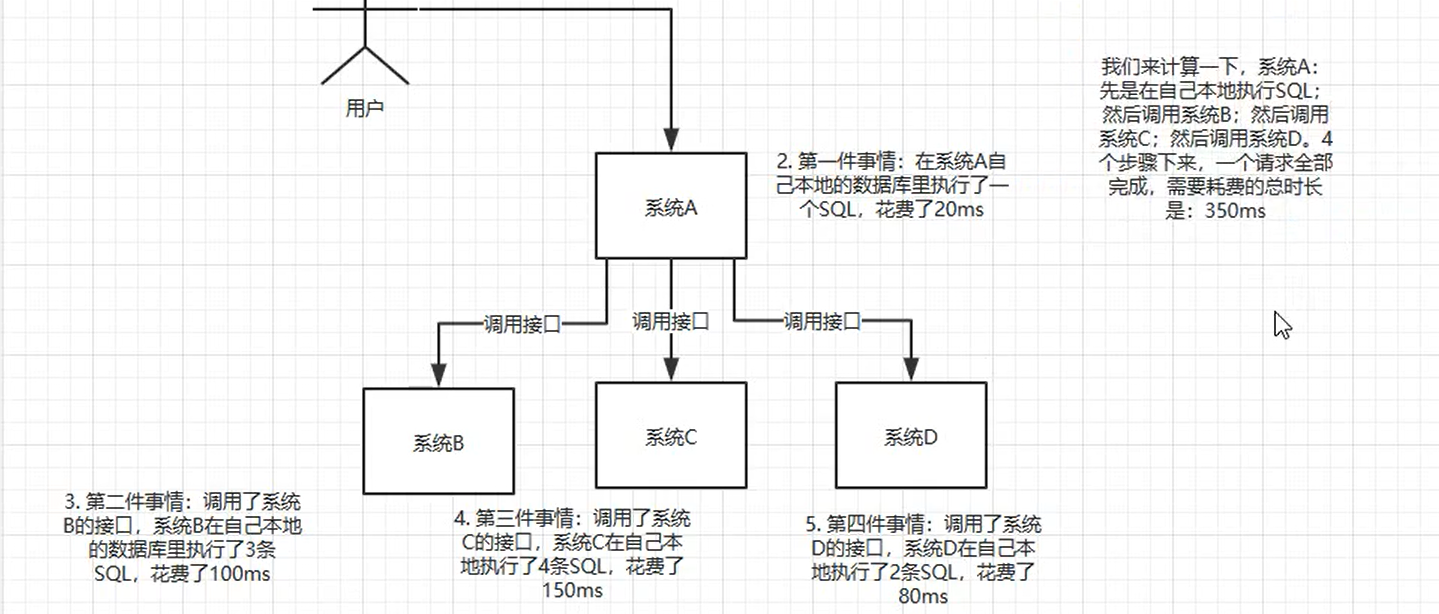 用户
我们来计算一下，系统A：
先是在自己本地执行SQL；
然后调用系统B；然后调用
系统C；然后调用系统D。4
个步骤下来，一个请求全部
完成，需要耗费的总时长
是：350ms
2. 第一件事情：在系统A自
己本地的数据库里执行了一
个SQL，花费了20ms
系统A
调用接口
调用接口
调用接口
系统B
系统C
系统D
3. 第二件事情：调用了系统
B的接口，系统B在自己本地
的数据库里执行了3条
SQL，花费了100ms
4. 第三件事情：调用了系统
C的接口，系统C在自己本
地执行了4条SQL，花费了
150ms
5. 第四件事情：调用了系统
D的接口，系统D在自己本
地执行了2条SQL，花费了
80ms